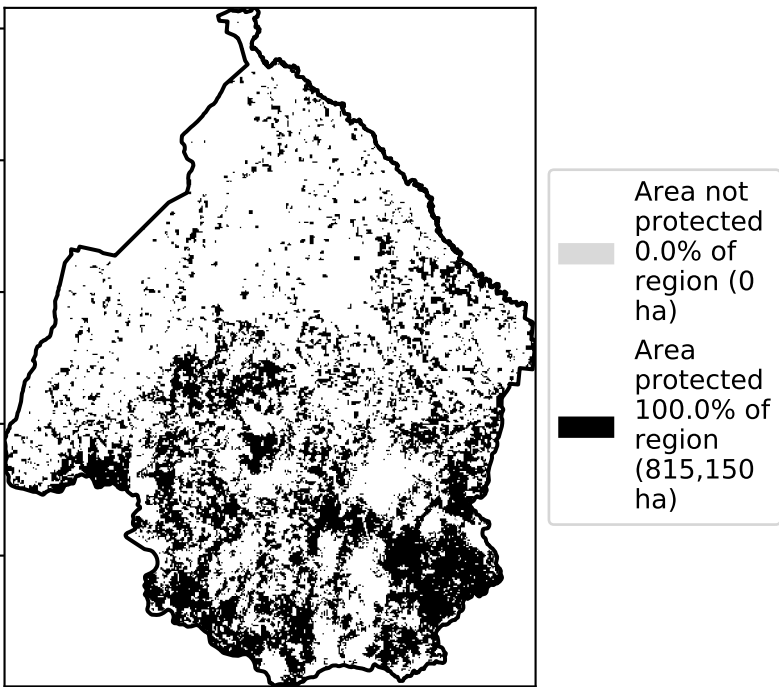 Area not
protected
0.0% of
region (0
ha)
Area
protected
100.0% of
region
(815,150
ha)